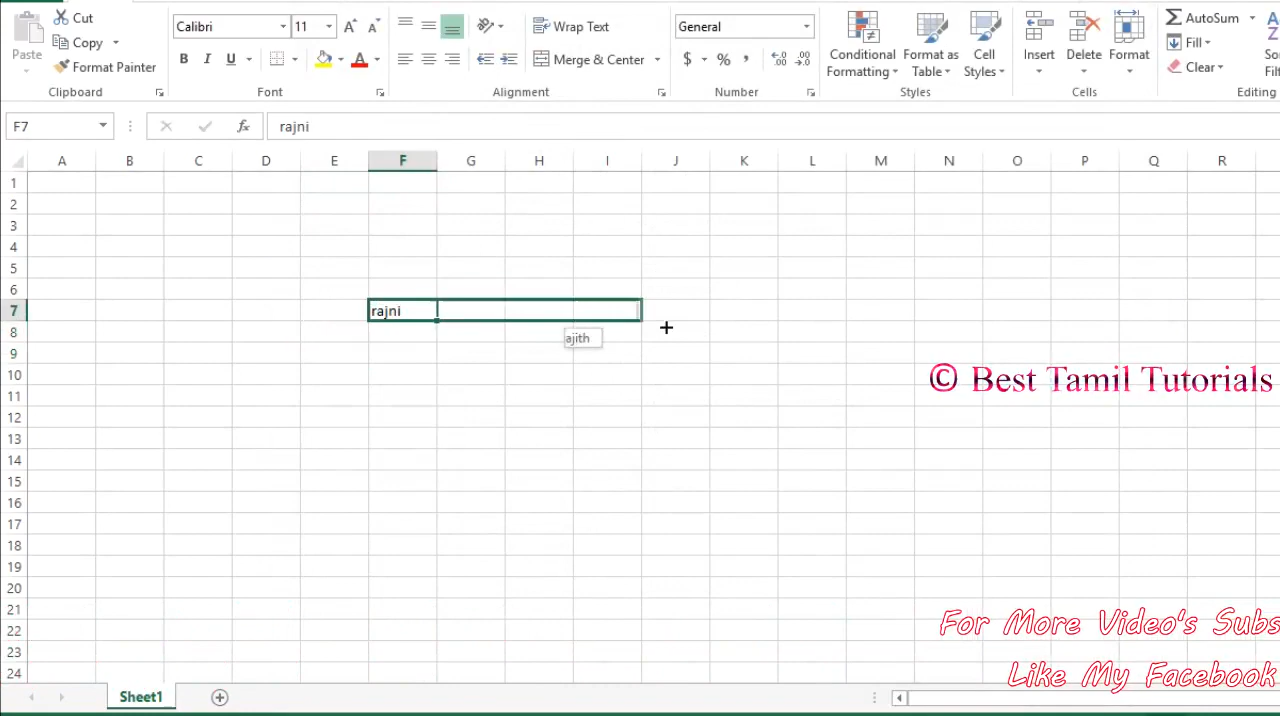 Cut
Copy
Format Painter
Paste
Clipboard
Calibri 11 A A
B I U A
Font
Wrap Text
Merge & Center
Alignment
General
$ % , .00 .00
Number
Conditional Formatting
Format as Table
Cell Styles
Styles
Insert
Delete
Format
Cells
AutoSum
Fill
Clear
Editing
F7 fx rajni
A B C D E F G H I J K L M N O P Q R
1
2
3
4
5
6
7 rajni
8 ajith
9
10
© Best Tamil Tutorials
11
12
13
14
15
16
17
18
19
20
21
22
For More Video's Subs
23
24
Like My Facebook
Sheet1